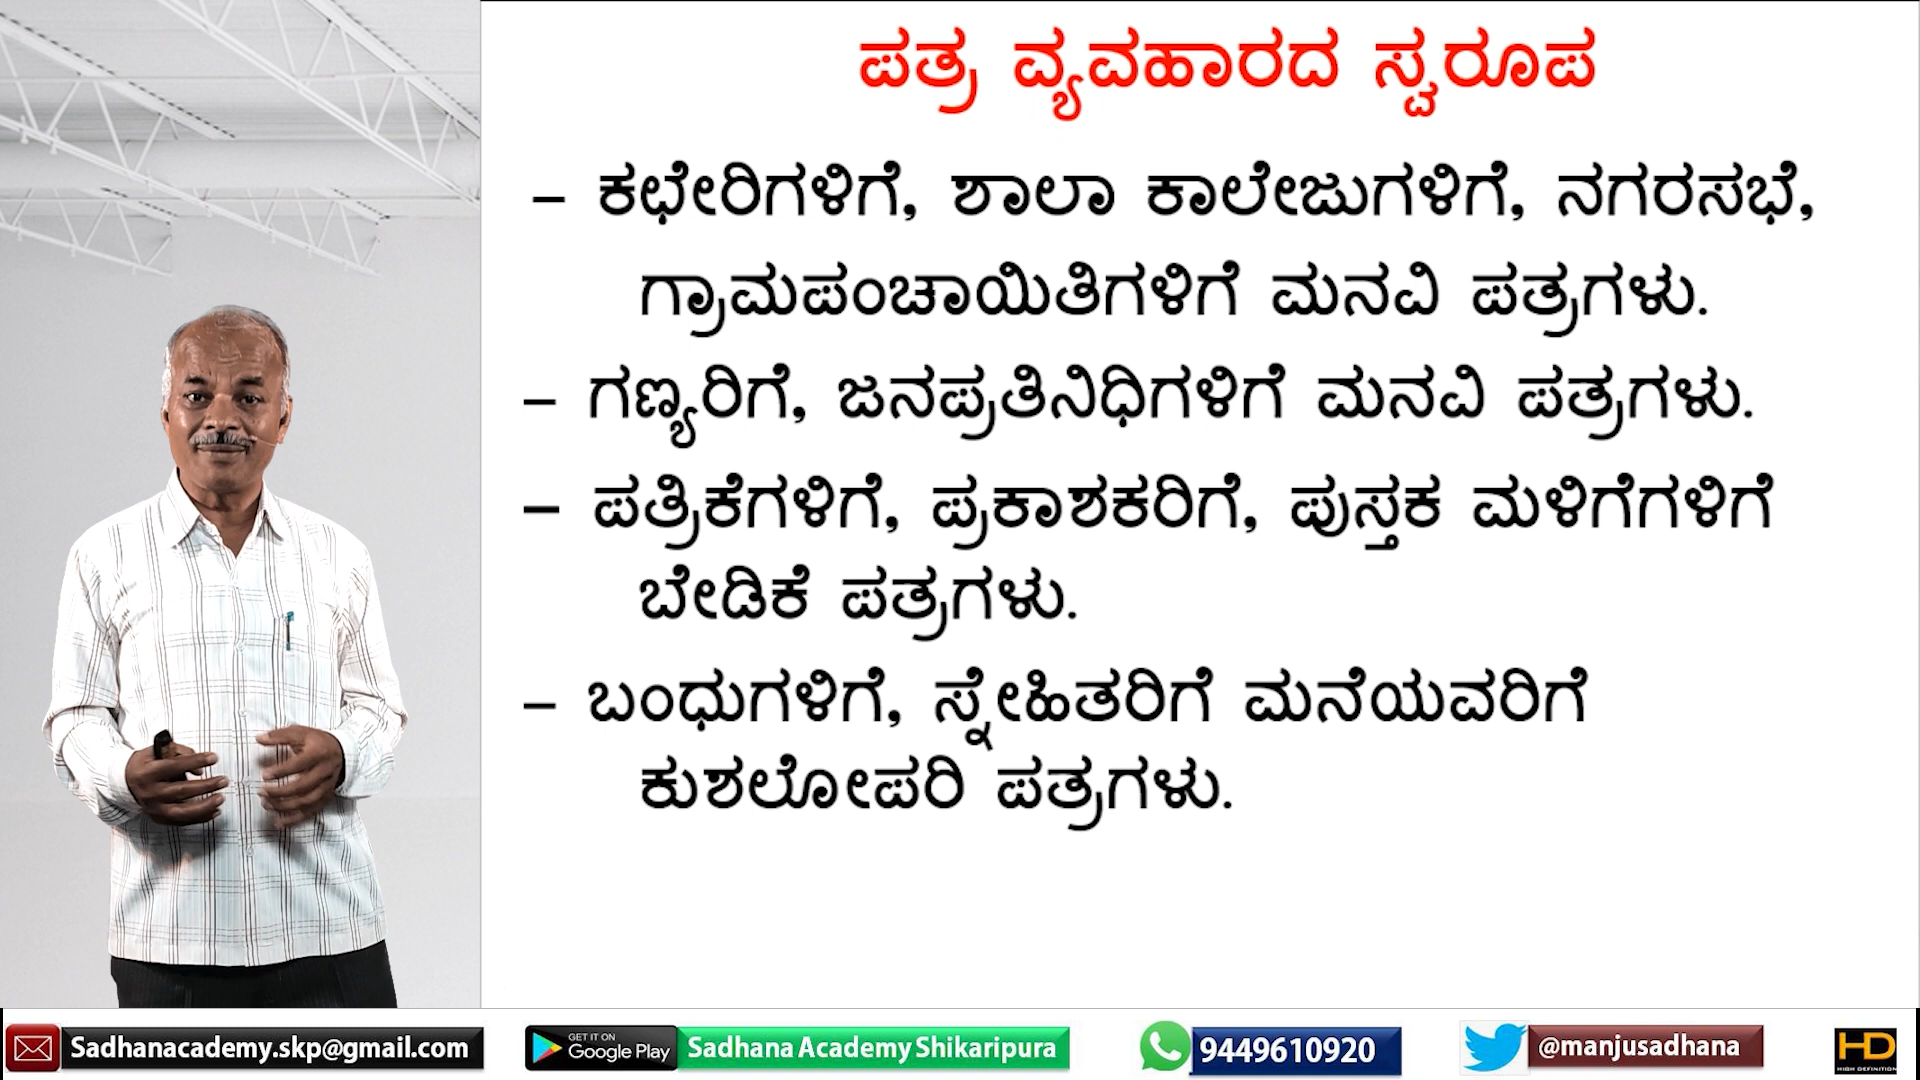 ಪತ್ರ ವ್ಯವಹಾರದ ಸ್ವರೂಪ
– ಕಛೇರಿಗಳಿಗೆ, ಶಾಲಾ ಕಾಲೇಜುಗಳಿಗೆ, ನಗರಸಭೆ,
ಗ್ರಾಮಪಂಚಾಯಿತಿಗಳಿಗೆ ಮನವಿ ಪತ್ರಗಳು.
– ಗಣ್ಯರಿಗೆ, ಜನಪ್ರತಿನಿಧಿಗಳಿಗೆ ಮನವಿ ಪತ್ರಗಳು.
– ಪತ್ರಿಕೆಗಳಿಗೆ, ಪ್ರಕಾಶಕರಿಗೆ, ಪುಸ್ತಕ ಮಳಿಗೆಗಳಿಗೆ
ಬೇಡಿಕೆ ಪತ್ರಗಳು.
– ಬಂಧುಗಳಿಗೆ, ಸ್ನೇಹಿತರಿಗೆ ಮನೆಯವರಿಗೆ
ಕುಶಲೋಪರಿ ಪತ್ರಗಳು.
Sadhanacademy.skp@gmail.com
GET IT ON
Google Play
Sadhana Academy Shikaripura
9449610920
@manjusadhana
HD
HIGH DEFINITION